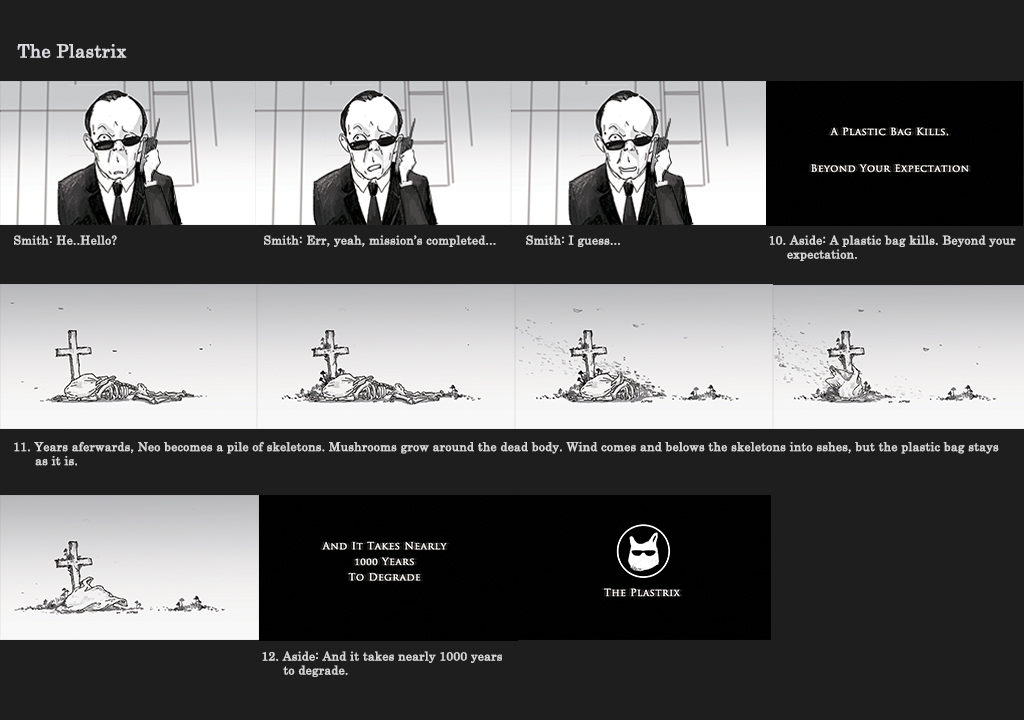 The Plastrix
A Plastic Bag Kills.
Beyond Your Expectation
Smith: He..Hello?
Smith: Err, yeah, mission's completed...
Smith: I guess...
10. Aside: A plastic bag kills. Beyond your
expectation.
11. Years aferwards, Neo becomes a pile of skeletons. Mushrooms grow around the dead body. Wind comes and belows the skeletons into sshes, but the plastic bag stays
as it is.
And It Takes Nearly
1000 Years
To Degrade
The Plastrix
12. Aside: And it takes nearly 1000 years
to degrade.